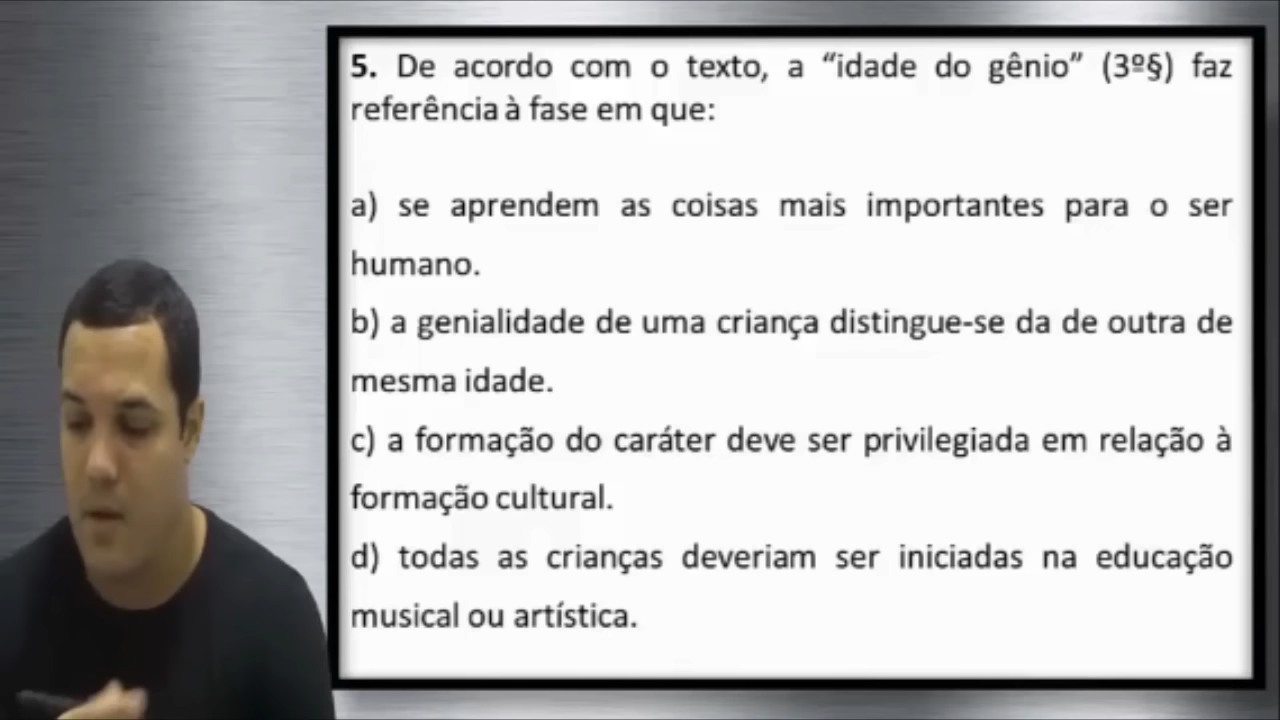 5. De acordo com o texto, a “idade do gênio” (3º§) faz
referência à fase em que:
a) se aprendem as coisas mais importantes para o ser
humano.
b) a genialidade de uma criança distingue-se da de outra de
mesma idade.
c) a formação do caráter deve ser privilegiada em relação à
formação cultural.
d) todas as crianças deveriam ser iniciadas na educação
musical ou artística.